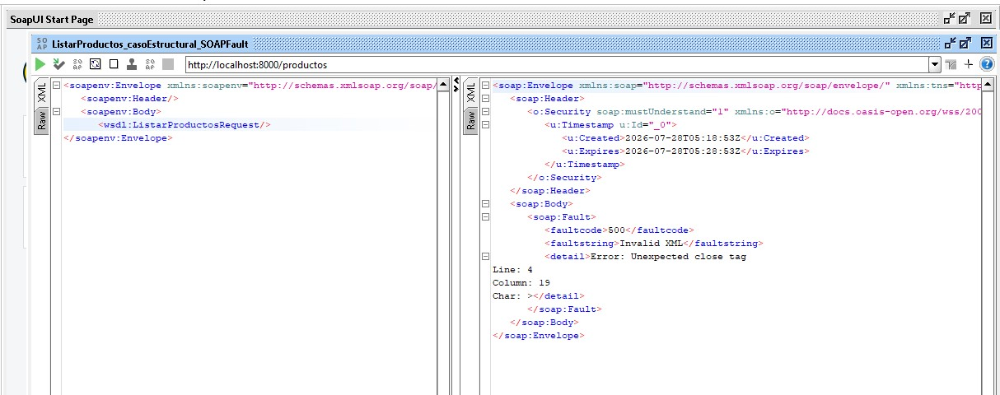 SoapUI Start Page
SO AP ListarProductos_casoEstructural_SOAPFault
http://localhost:8000/productos
XML
Raw
<soapenv:Envelope xmlns:soapenv="http://schemas.xmlsoap.org/soap/
<soapenv:Header/>
<soapenv:Body>
<wsdl:ListarProductosRequest/>
</soapenv:Envelope>
XML
Raw
<soap:Envelope xmlns:soap="http://schemas.xmlsoap.org/soap/envelope/" xmlns:tns="http
<soap:Header>
<o:Security soap:mustUnderstand="1" xmlns:o="http://docs.oasis-open.org/wss/200
<u:Timestamp u:Id="_0">
<u:Created>2026-07-28T05:18:53Z</u:Created>
<u:Expires>2026-07-28T05:28:53Z</u:Expires>
</u:Timestamp>
</o:Security>
</soap:Header>
<soap:Body>
<soap:Fault>
<faultcode>500</faultcode>
<faultstring>Invalid XML</faultstring>
<detail>Error: Unexpected close tag
Line: 4
Column: 19
Char: ></detail>
</soap:Fault>
</soap:Body>
</soap:Envelope>